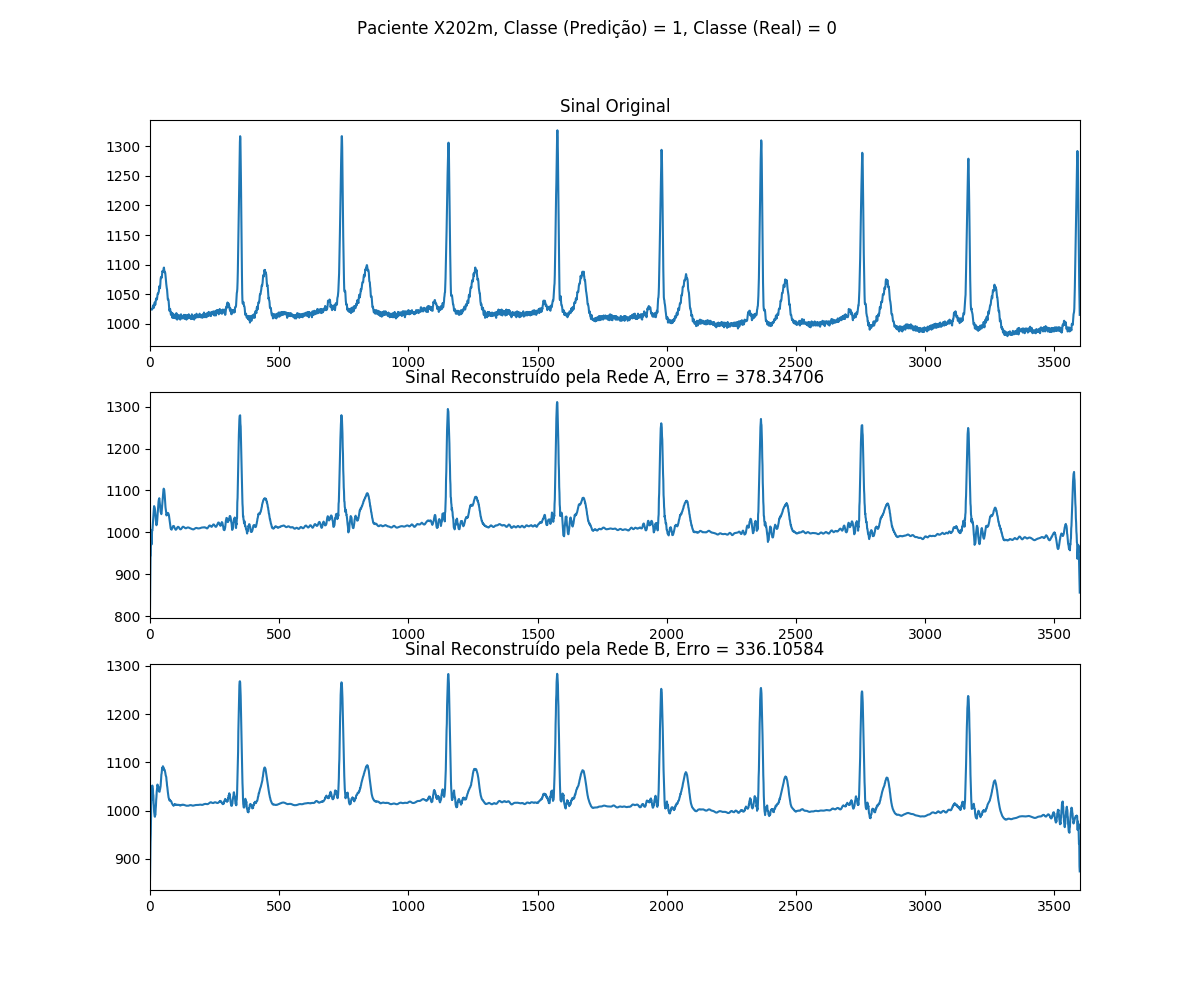 Paciente X202m, Classe (Predição) = 1, Classe (Real) = 0
Sinal Original
1300
1250
1200
1150
1100
1050
1000
0 500 1000 1500 2000 2500 3000 3500
Sinal Reconstruído pela Rede A, Erro = 378.34706
1300
1200
1100
1000
900
800
0 500 1000 1500 2000 2500 3000 3500
Sinal Reconstruído pela Rede B, Erro = 336.10584
1300
1200
1100
1000
900
0 500 1000 1500 2000 2500 3000 3500